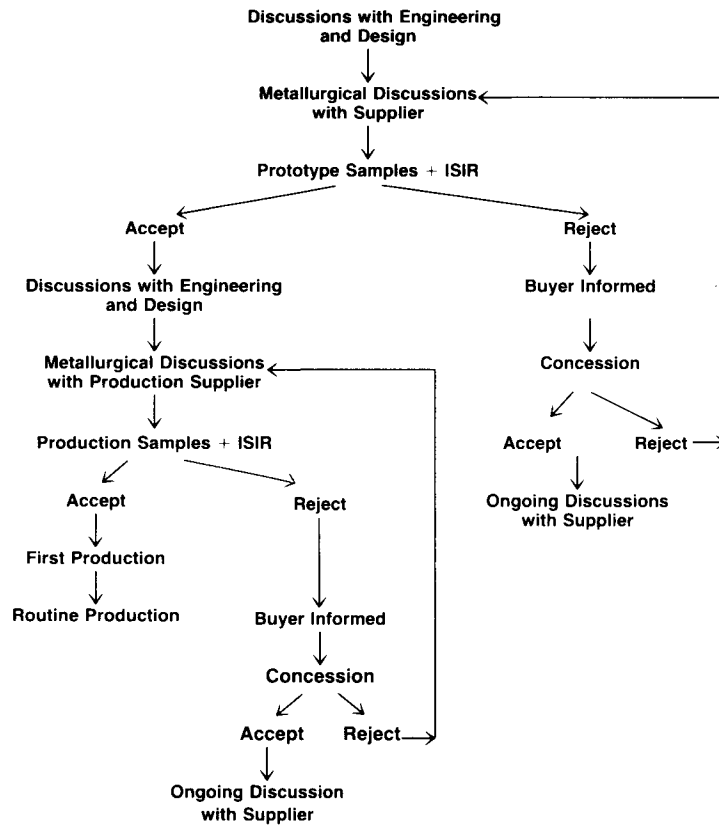 Discussions with Engineering
and Design
Metallurgical Discussions
with Supplier
Prototype Samples + ISIR
Accept
Reject
Discussions with Engineering
and Design
Buyer Informed
Metallurgical Discussions
with Production Supplier
Concession
Production Samples + ISIR
Accept
Reject
Accept
Reject
Ongoing Discussions
with Supplier
First Production
Routine Production
Buyer Informed
Concession
Accept
Reject
Ongoing Discussion
with Supplier